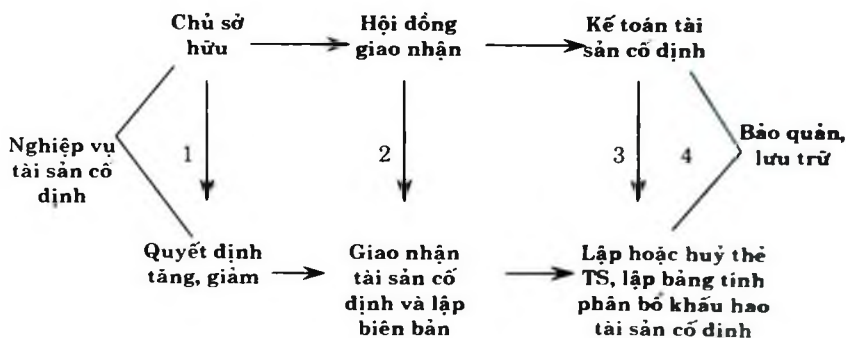 Chủ sở
hữu
Hội đồng
giao nhận
Kế toán tài
sản cố định
Nghiệp vụ
tài sản cố
định
1
2
3
4
Bảo quản,
lưu trữ
Quyết định
tăng, giảm
Giao nhận
tài sản cố
định và lập
biên bản
Lập hoặc huỷ thẻ
TS, lập bảng tính
phân bổ khấu hao
tài sản cố định